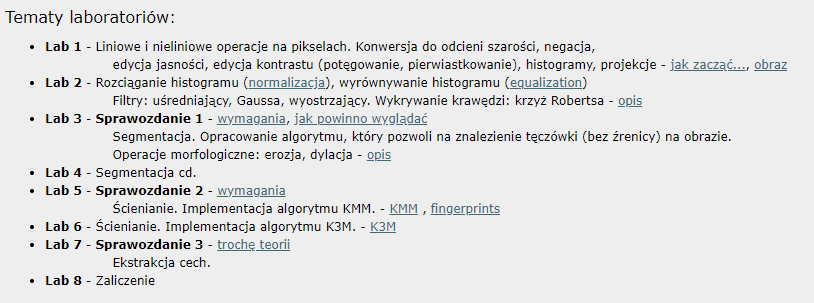 Tematy laboratoriów:
Lab 1 - Liniowe i nieliniowe operacje na pikselach. Konwersja do odcieni szarości, negacja,
edycja jasności, edycja kontrastu (potęgowanie, pierwiastkowanie), histogramy, projekcje - jak zacząć..., obraz
Lab 2 - Rozciąganie histogramu (normalizacja), wyrównywanie histogramu (equalization)
Filtry: uśredniający, Gaussa, wyostrzający. Wykrywanie krawędzi: krzyż Robertsa - opis
Lab 3 - Sprawozdanie 1 - wymagania, jak powinno wyglądać
Segmentacja. Opracowanie algorytmu, który pozwoli na znalezienie tęczówki (bez źrenicy) na obrazie.
Operacje morfologiczne: erozja, dylacja - opis
Lab 4 - Segmentacja cd.
Lab 5 - Sprawozdanie 2 - wymagania
Ścienianie. Implementacja algorytmu KMM. - KMM , fingerprints
Lab 6 - Ścienianie. Implementacja algorytmu K3M. - K3M
Lab 7 - Sprawozdanie 3 - trochę teorii
Ekstrakcja cech.
Lab 8 - Zaliczenie